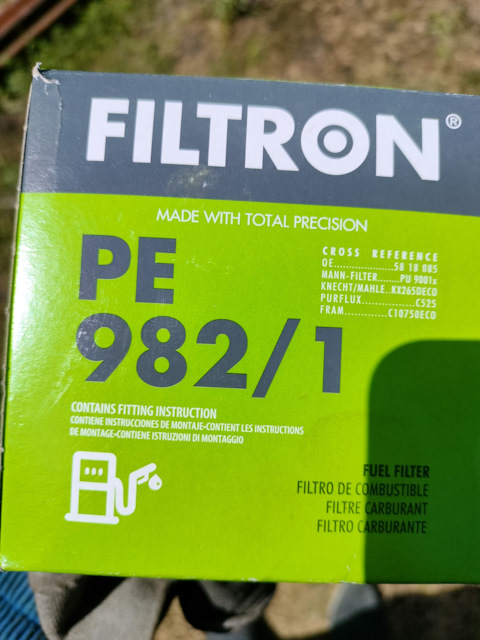 FILTRON®
MADE WITH TOTAL PRECISION
PE
982/1
CROSS REFERENCE
OE....................58 18 085
MANN-FILTER.......PU 9001x
KNECHT/MAHLE..KX265DECO
PURFLUX................C525
FRAM.............C10750ECO
CONTAINS FITTING INSTRUCTION
CONTIENE INSTRUCCIONES DE MONTAJE-CONTIENT LES INSTRUCTIONS
DE MONTAGE-CONTIENE ISTRUZIONI DI MONTAGGIO
FUEL FILTER
FILTRO DE COMBUSTIBLE
FILTRE CARBURANT
FILTRO CARBURANTE